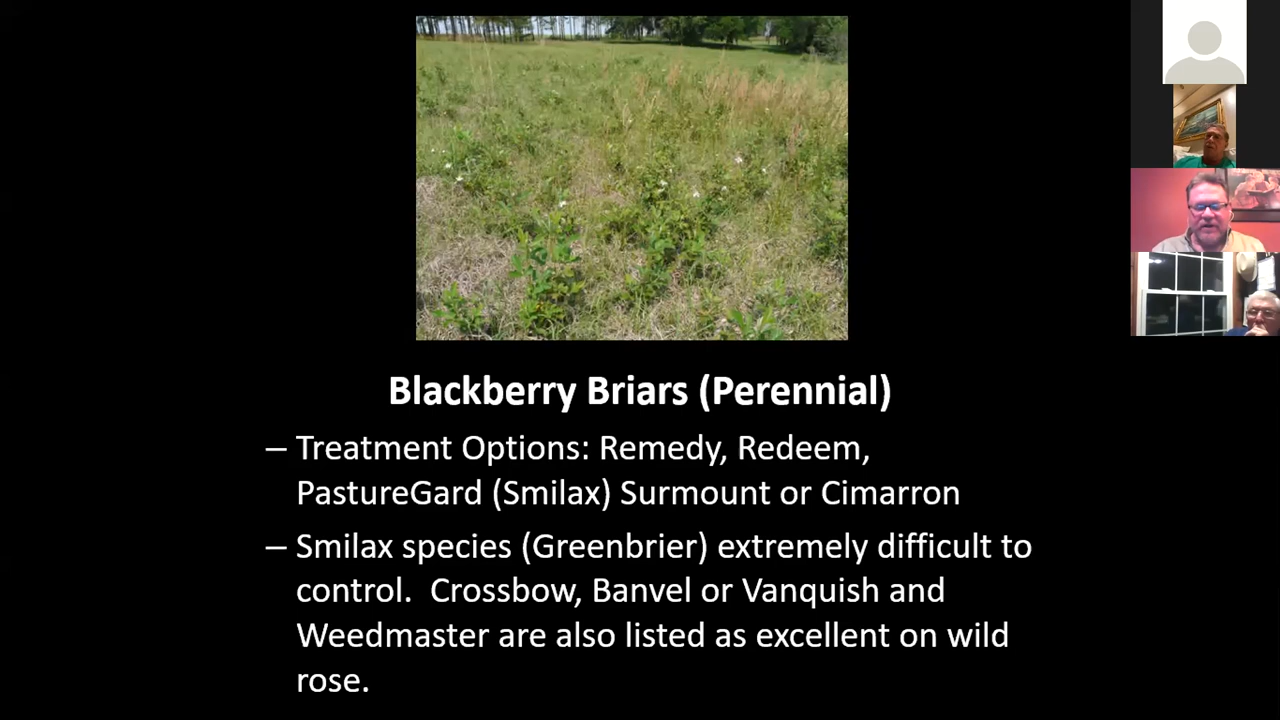 Blackberry Briars (Perennial)
– Treatment Options: Remedy, Redeem,
PastureGard (Smilax) Surmount or Cimarron
– Smilax species (Greenbrier) extremely difficult to
control.  Crossbow, Banvel or Vanquish and
Weedmaster are also listed as excellent on wild
rose.